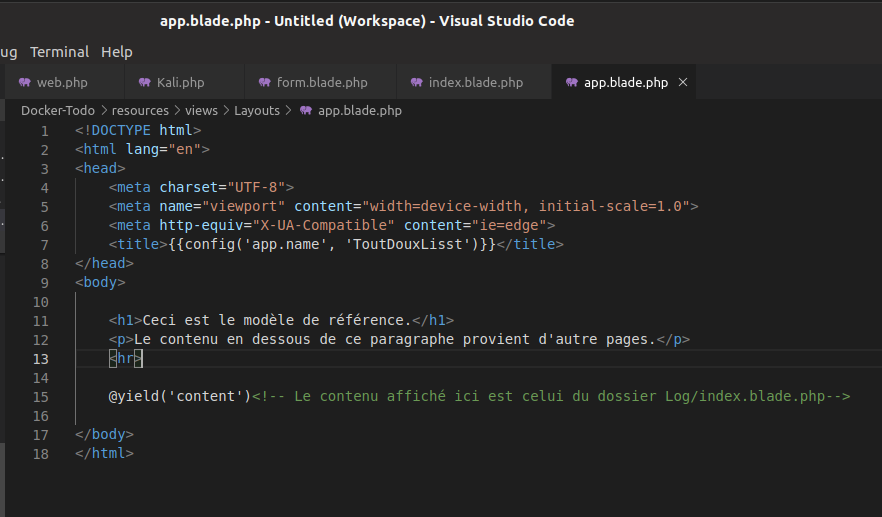 app.blade.php - Untitled (Workspace) - Visual Studio Code
ug Terminal Help
web.php Kali.php form.blade.php index.blade.php app.blade.php ×
Docker-Todo > resources > views > Layouts > app.blade.php
1 <!DOCTYPE html>
2 <html lang="en">
3 <head>
4 <meta charset="UTF-8">
5 <meta name="viewport" content="width=device-width, initial-scale=1.0">
6 <meta http-equiv="X-UA-Compatible" content="ie=edge">
7 <title>{{config('app.name', 'ToutDouxLisst')}}</title>
8 </head>
9 <body>
10
11 <h1>Ceci est le modèle de référence.</h1>
12 <p>Le contenu en dessous de ce paragraphe provient d'autre pages.</p>
13 <hr>
14
15 @yield('content')<!-- Le contenu affiché ici est celui du dossier Log/index.blade.php-->
16
17 </body>
18 </html>